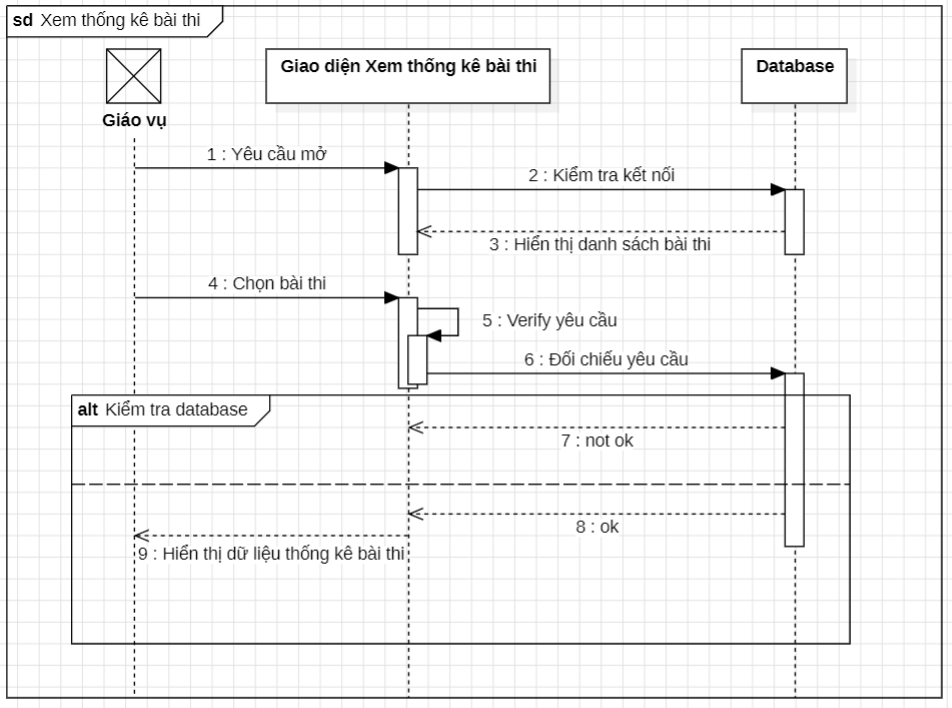 sd Xem thống kê bài thi
Giao diện Xem thống kê bài thi
Database
Giáo vụ
1 : Yêu cầu mở
2 : Kiểm tra kết nối
3 : Hiển thị danh sách bài thi
4 : Chọn bài thi
5 : Verify yêu cầu
6 : Đối chiếu yêu cầu
alt Kiểm tra database
7 : not ok
8 : ok
9 : Hiển thị dữ liệu thống kê bài thi